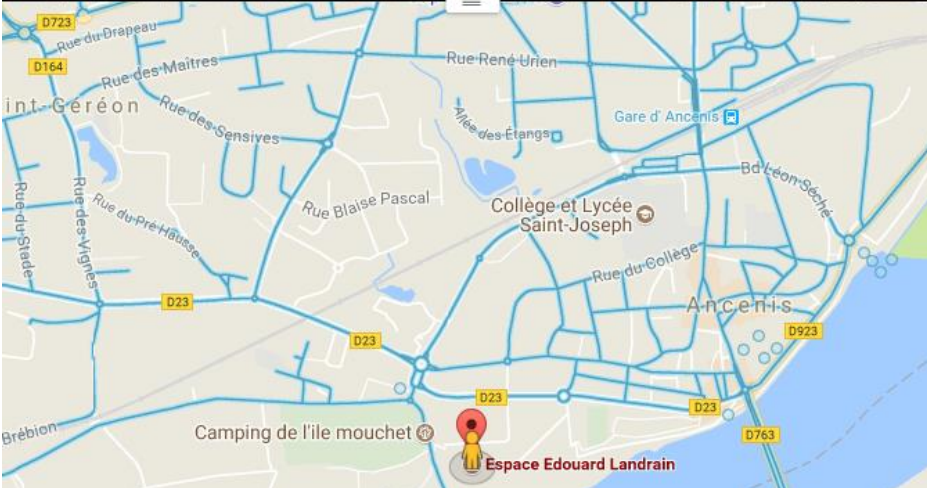 D723
Rue du Drapeau
D164
Rue des Maîtres
Rue René Urien
int-Géréon
Rue des Sensives
Allée des Étangs
Gare d' Ancenis
Bd Léon Séché
Rue du Stade
Rue des Vignes
Rue du Pré Hausse
Rue Blaise Pascal
Collège et Lycée
Saint-Joseph
Rue du Collège
D23
Ancenis
D923
D23
D23
D23
Brébion
Camping de l'ile mouchet
D763
Espace Edouard Landrain